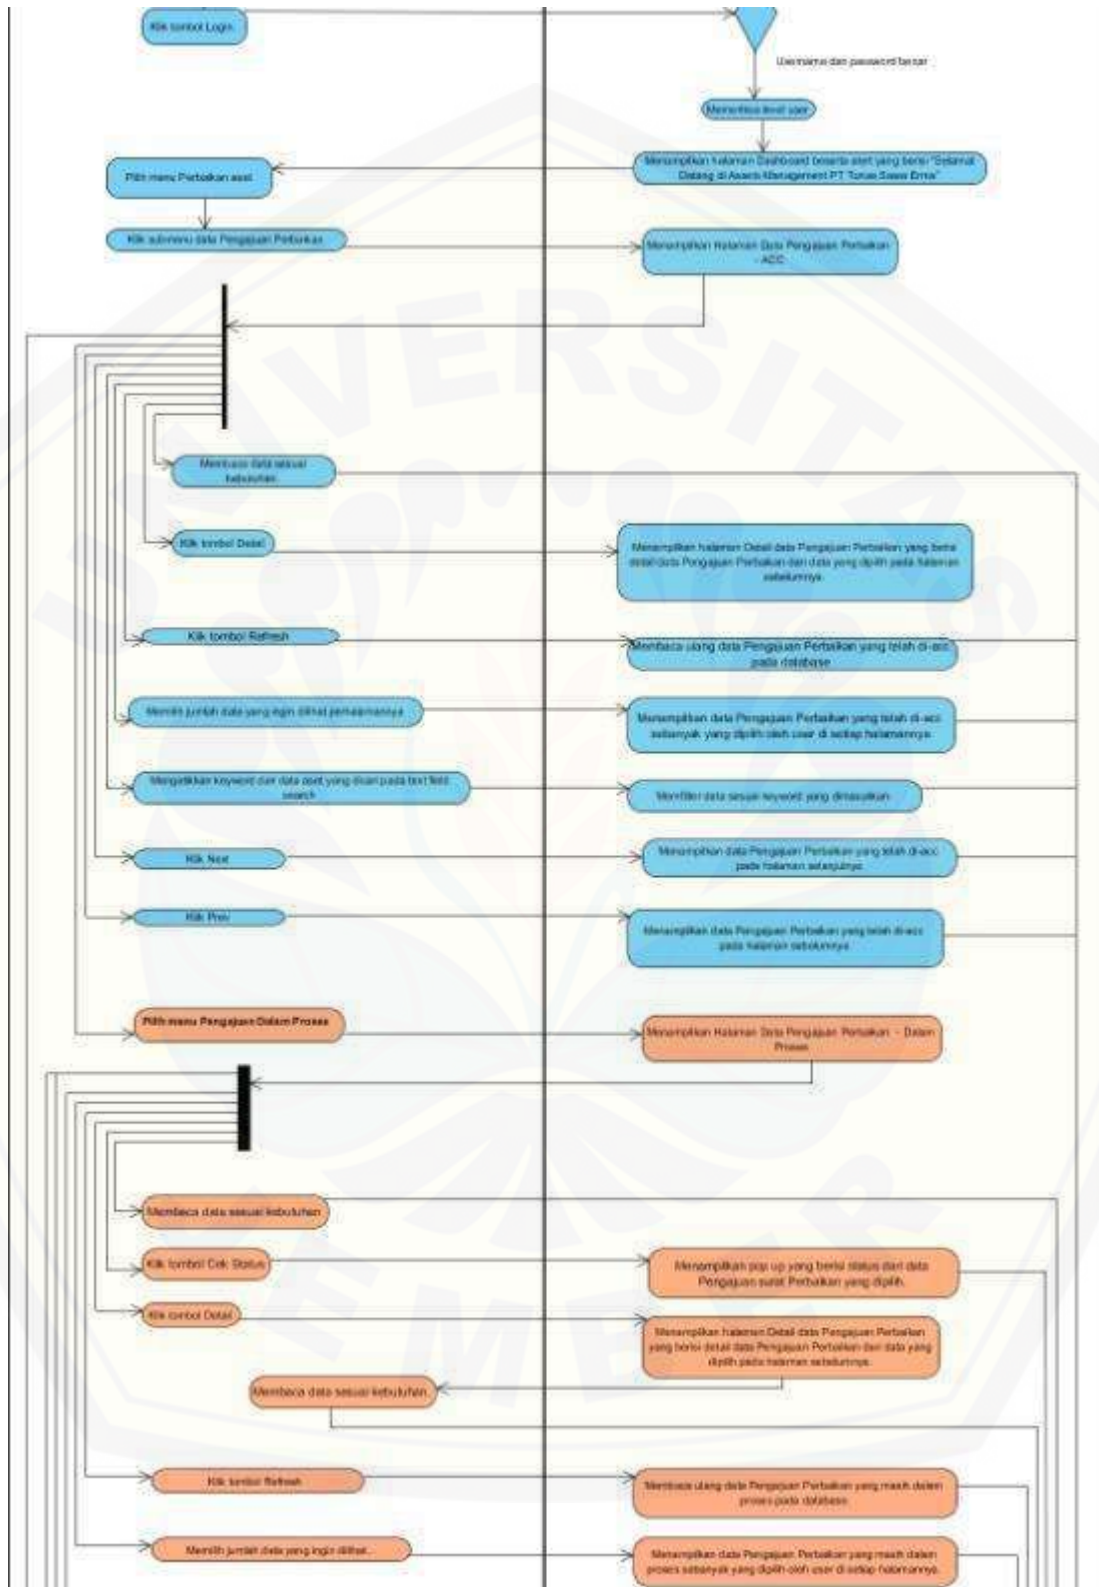 Klik tombol Login.
Username dan password benar
Memeriksa level user
Menampilkan halaman Dashboard beserta alert yang berisi "Selamat
Datang di Assets Management PT Tunas Sawa Erma"
Pilih menu Perbaikan aset
Klik submenu data Pengajuan Perbaikan
Menampilkan Halaman Data Pengajuan Perbaikan
- ACC
UNIVERSITAS
Membaca data sesuai
kebutuhan.
Klik tombol Detail
Menampilkan halaman Detail data Pengajuan Perbaikan yang berisi
detail data Pengajuan Perbaikan dari data yang dipilih pada halaman
sebelumnya.
Klik tombol Refresh
Membaca ulang data Pengajuan Perbaikan yang telah di-acc
pada database
Memilih jumlah data yang ingin dilihat perhalamannya
Menampilkan data Pengajuan Perbaikan yang telah di-acc
sebanyak yang dipilih oleh user di setiap halamannya.
Mengetikkan keyword dari data aset yang dicari pada text field
search
Memfilter data sesuai keyword yang dimasukkan
Klik Next
Menampilkan data Pengajuan Perbaikan yang telah di-acc
pada halaman selanjutnya
Klik Prev
Menampilkan data Pengajuan Perbaikan yang telah di-acc
pada halaman sebelumnya
Pilih menu Pengajuan Dalam Proses
Menampilkan Halaman Data Pengajuan Perbaikan - Dalam
Proses
Membaca data sesuai kebutuhan
Klik tombol Cek Status
Menampilkan pop up yang berisi status dari data
Pengajuan surat Perbaikan yang dipilih.
Klik tombol Detail
Menampilkan halaman Detail data Pengajuan Perbaikan
yang berisi detail data Pengajuan Perbaikan dari data yang
dipilih pada halaman sebelumnya.
Membaca data sesuai kebutuhan.
JEMBER
Klik tombol Refresh
Membaca ulang data Pengajuan Perbaikan yang masih dalam
proses pada database.
Memilih jumlah data yang ingin dilihat.
Menampilkan data Pengajuan Perbaikan yang masih dalam
proses sebanyak yang dipilih oleh user di setiap halamannya.